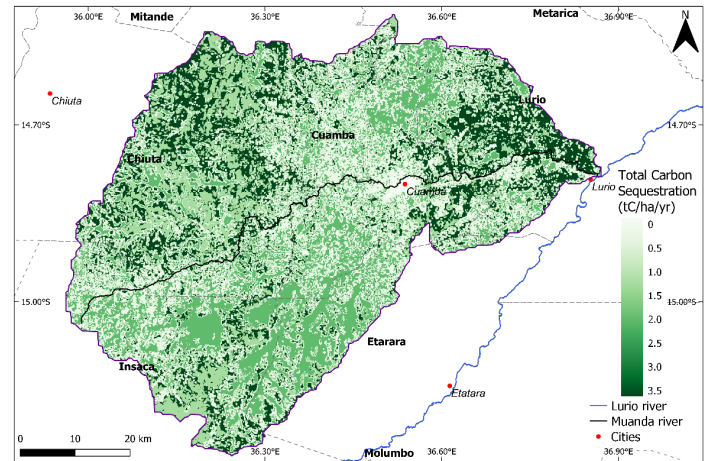 36.00°E
Mitande
36.30°E
36.60°E
Metarica
36.90°E
N
Chiuta
Lurio
14.70°S
14.70°S
Cuamba
Chiuta
Cuamba
Lurio
Total Carbon
Sequestration
(tC/ha/yr)
0
0.5
1.0
1.5
2.0
2.5
3.0
3.5
15.00°S
15.00°S
Etarara
Insaca
Etatara
Lurio river
Muanda river
Cities
0 10 20 km
36.30°E
Molumbo
36.60°E
36.90°E